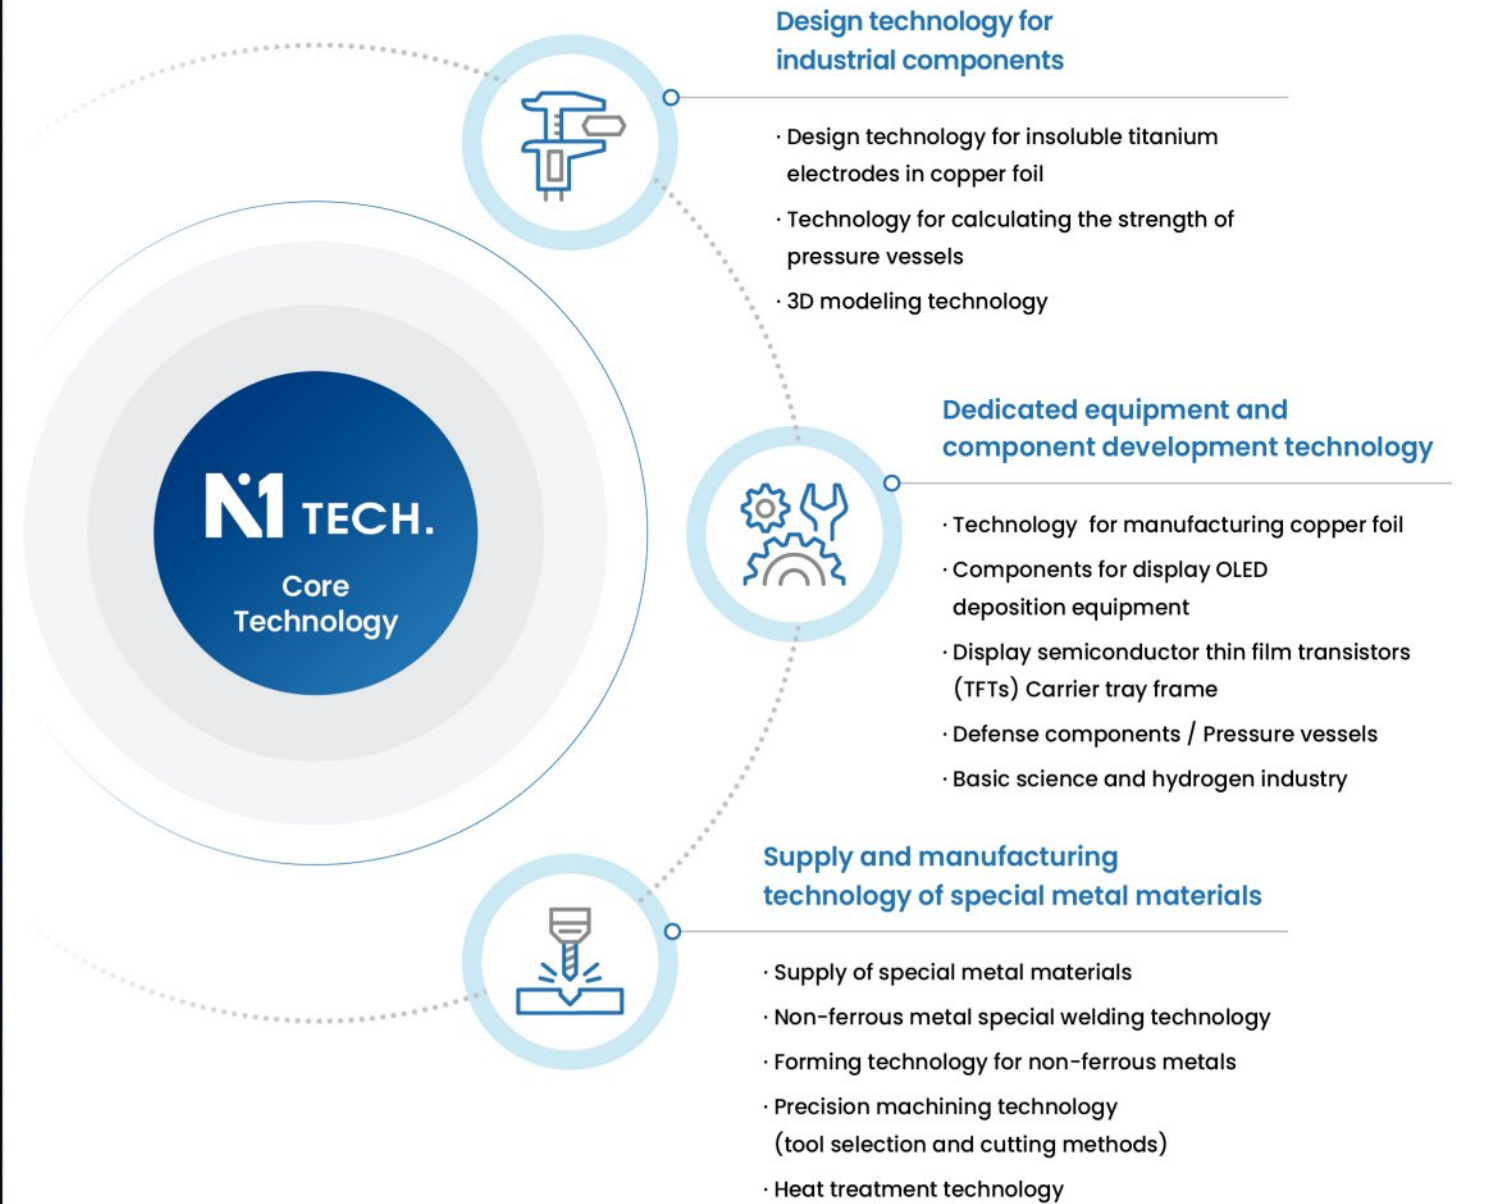 Design technology for
industrial components
· Design technology for insoluble titanium
electrodes in copper foil
· Technology for calculating the strength of
pressure vessels
· 3D modeling technology
N1 TECH.
Core
Technology
Dedicated equipment and
component development technology
· Technology for manufacturing copper foil
· Components for display OLED
deposition equipment
· Display semiconductor thin film transistors
(TFTs) Carrier tray frame
· Defense components / Pressure vessels
· Basic science and hydrogen industry
Supply and manufacturing
technology of special metal materials
· Supply of special metal materials
· Non-ferrous metal special welding technology
· Forming technology for non-ferrous metals
· Precision machining technology
(tool selection and cutting methods)
· Heat treatment technology